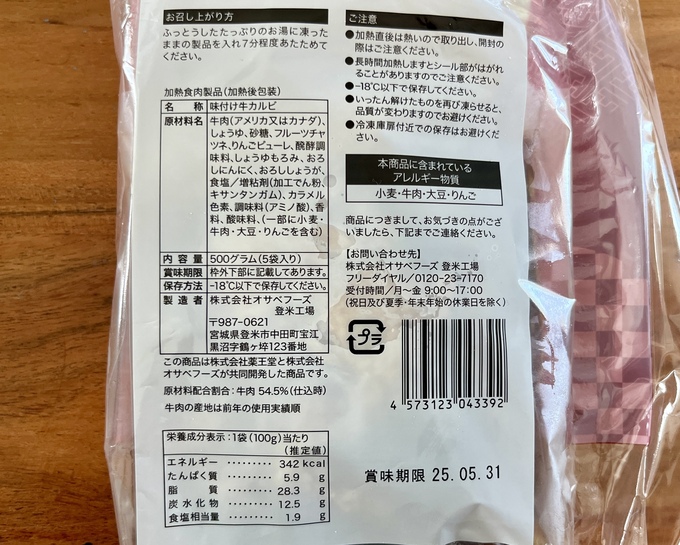 お召し上がり方
ふっとうしたたっぷりのお湯に凍った
ままの製品を入れ7分程度あたためて
ください。
加熱食肉製品(加熱後包装)
名 称 味付け牛カルビ
原材料名 牛肉(アメリカ又はカナダ)、
しょうゆ、砂糖、フルーツチャ
ツネ、りんごピューレ、醗酵調
味料、しょうゆもろみ、おろ
しにんにく、おろししょうが、
食塩/増粘剤(加工でん粉、
キサンタンガム)、カラメル
色素、調味料(アミノ酸)、香
料、酸味料、(一部に小麦・
牛肉・大豆・りんごを含む)
内 容 量 500グラム(5袋入り)
賞味期限 枠外下部に記載してあります。
保存方法 -18℃以下で保存してください。
製 造 者 株式会社オサベフーズ
登米工場
〒987-0621
宮城県登米市中田町宝江
黒沼字鶴ヶ埣123番地
この商品は株式会社薬王堂と株式会社
オサベフーズが共同開発した商品です。
原材料配合割合:牛肉 54.5%(仕込時)
牛肉の産地は前年の使用実績順
栄養成分表示:1袋(100g)当たり
(推定値)
エネルギー ……… 342 kcal
たんぱく質 ……… 5.9 g
脂 質 ……… 28.3 g
炭水化物 ……… 12.5 g
食塩相当量 ……… 1.9 g
ご注意
●加熱直後は熱いので取り出し、開封の
際はご注意ください。
●長時間加熱しますとシール部がはがれ
ることがありますのでご注意ください。
●-18℃以下で保存してください。
●いったん解けたものを再び凍らせると、
品質が変わりますのでお避けください。
●冷凍庫扉付近での保存はお避けくださ
い。
本商品に含まれている
アレルギー物質
小麦・牛肉・大豆・りんご
商品につきまして、お気づきの点がござ
いましたら、下記までご連絡ください。
【お問い合わせ先】
株式会社オサベフーズ 登米工場
フリーダイヤル/0120-23-7170
受付時間/月~金 9:00~17:00
(祝日及び夏季・年末年始の休業日を除く)
プラ
4 573123 043392
賞味期限 25.05.31